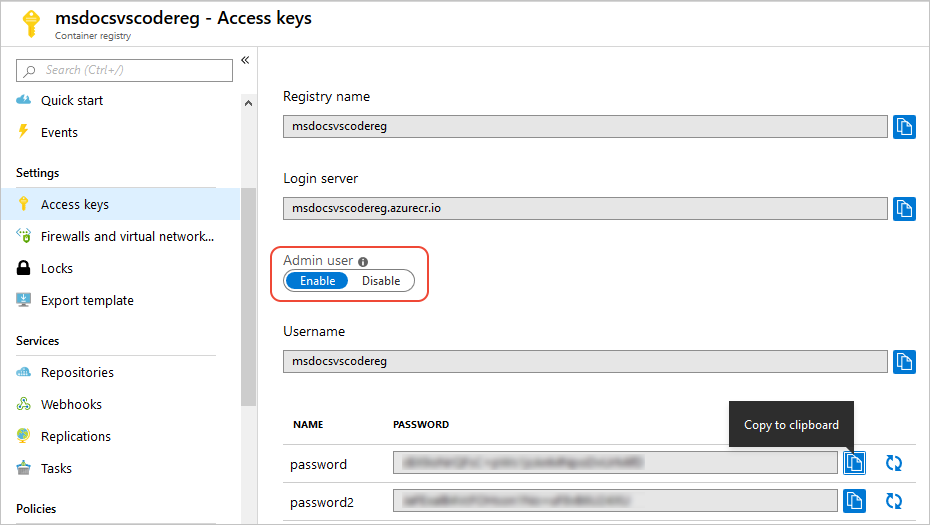 msdocsvscodereg - Access keys
Container registry
Search (Ctrl+/)
«
Quick start
Events
Settings
Access keys
Firewalls and virtual network...
Locks
Export template
Services
Repositories
Webhooks
Replications
Tasks
Policies
Registry name
msdocsvscodereg
Login server
msdocsvscodereg.azurecr.io
Admin user
Enable Disable
Username
msdocsvscodereg
NAME PASSWORD
Copy to clipboard
password
password2